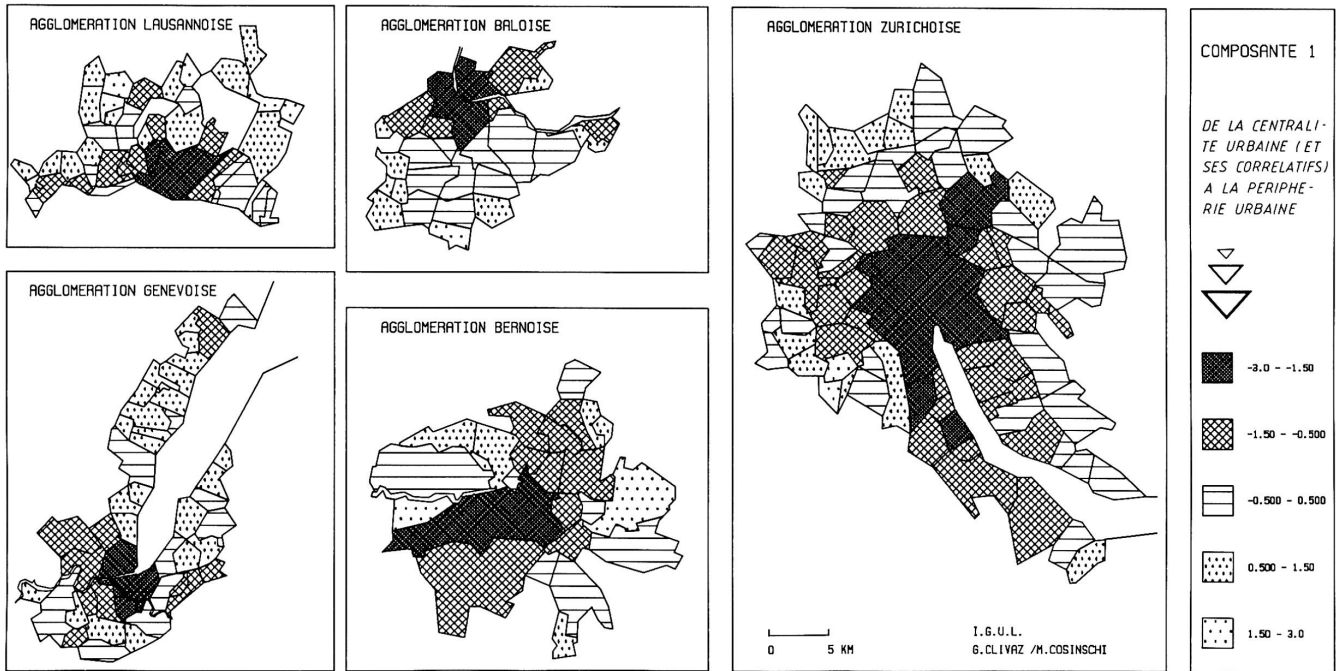 AGGLOMERATION LAUSANNOISE
AGGLOMERATION BALOISE
AGGLOMERATION ZURICHOISE
AGGLOMERATION GENEVOISE
AGGLOMERATION BERNOISE
0 5 KM
I.G.U.L.
G.CLIVAZ /M.COSINSCHI
COMPOSANTE 1
DE LA CENTRALI-
TE URBAINE (ET
SES CORRELATIFS)
A LA PERIPHE-
RIE URBAINE
-3.0 - -1.50
-1.50 - -0.500
-0.500 - 0.500
0.500 - 1.50
1.50 - 3.0